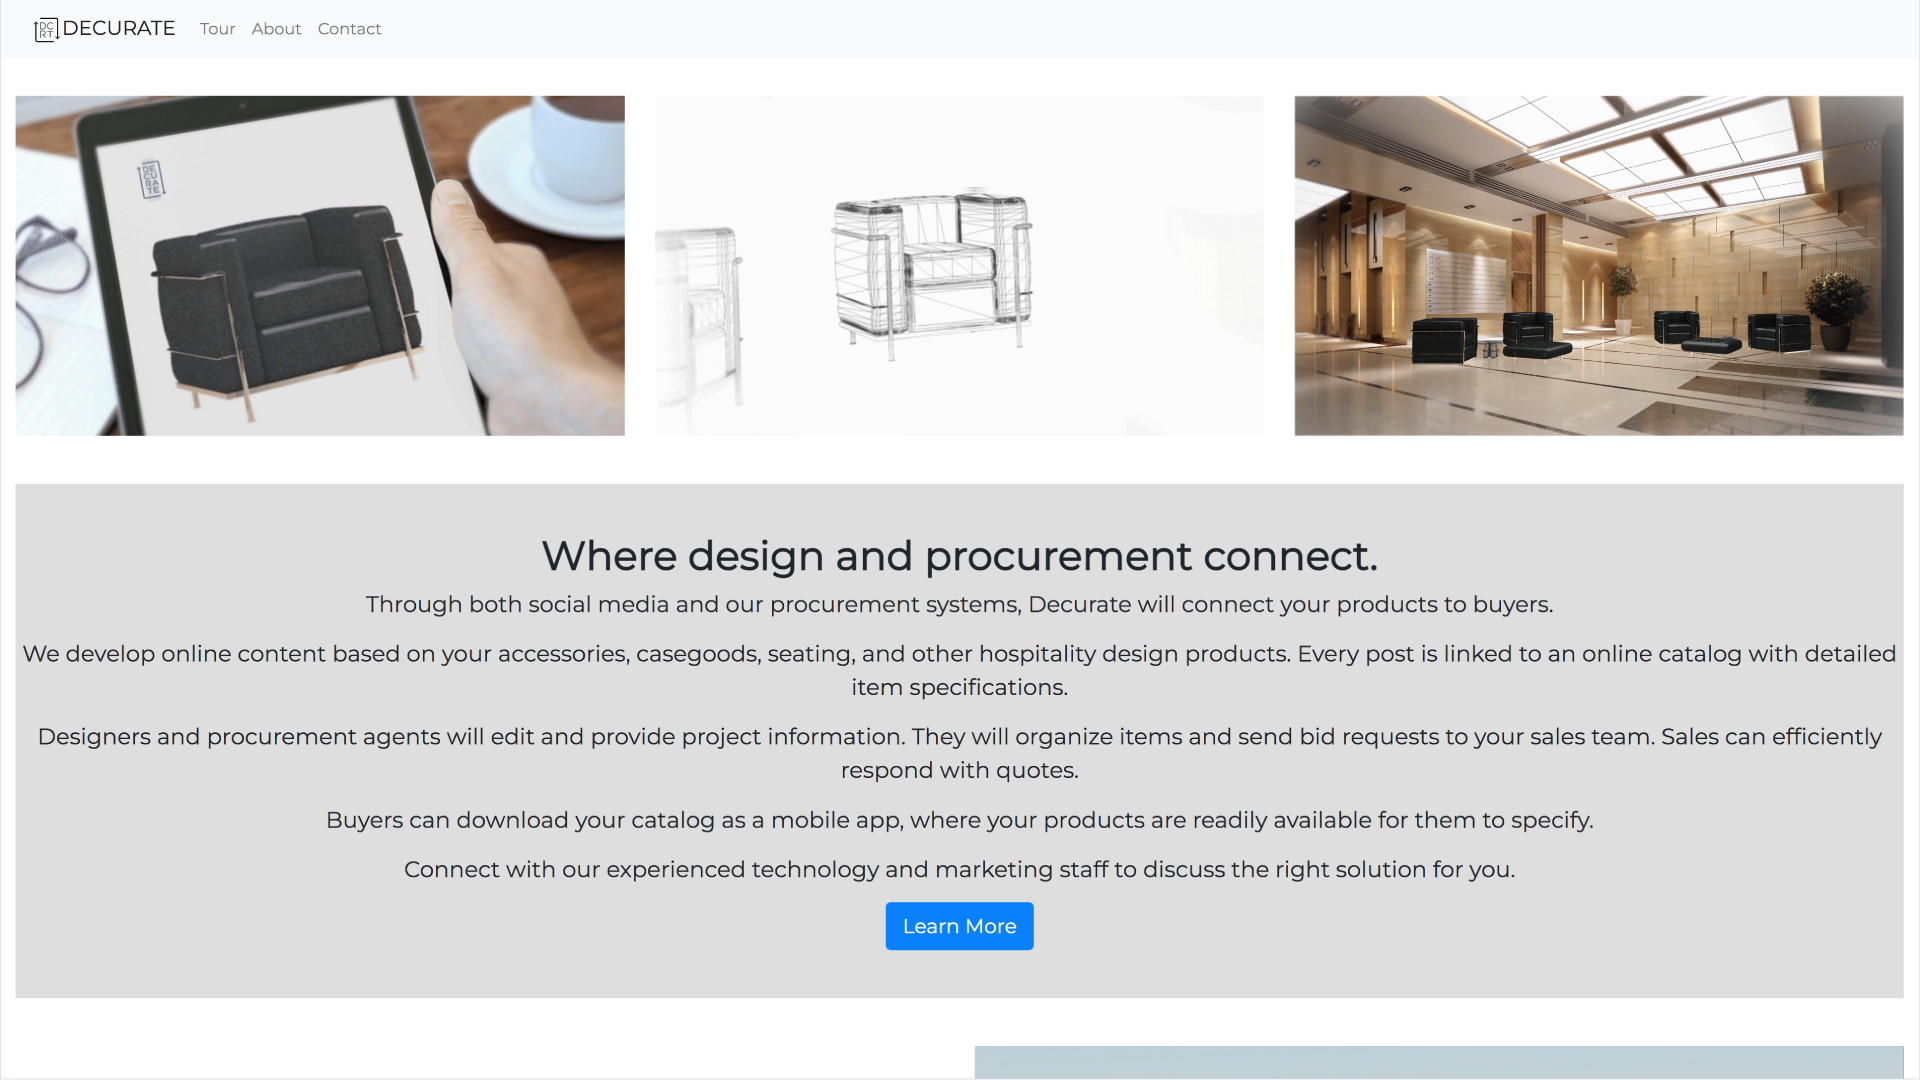 DC
RT
DECURATE Tour About Contact
DE
CU
RA
TE
Where design and procurement connect.
Through both social media and our procurement systems, Decurate will connect your products to buyers.
We develop online content based on your accessories, casegoods, seating, and other hospitality design products. Every post is linked to an online catalog with detailed
item specifications.
Designers and procurement agents will edit and provide project information. They will organize items and send bid requests to your sales team. Sales can efficiently
respond with quotes.
Buyers can download your catalog as a mobile app, where your products are readily available for them to specify.
Connect with our experienced technology and marketing staff to discuss the right solution for you.
Learn More